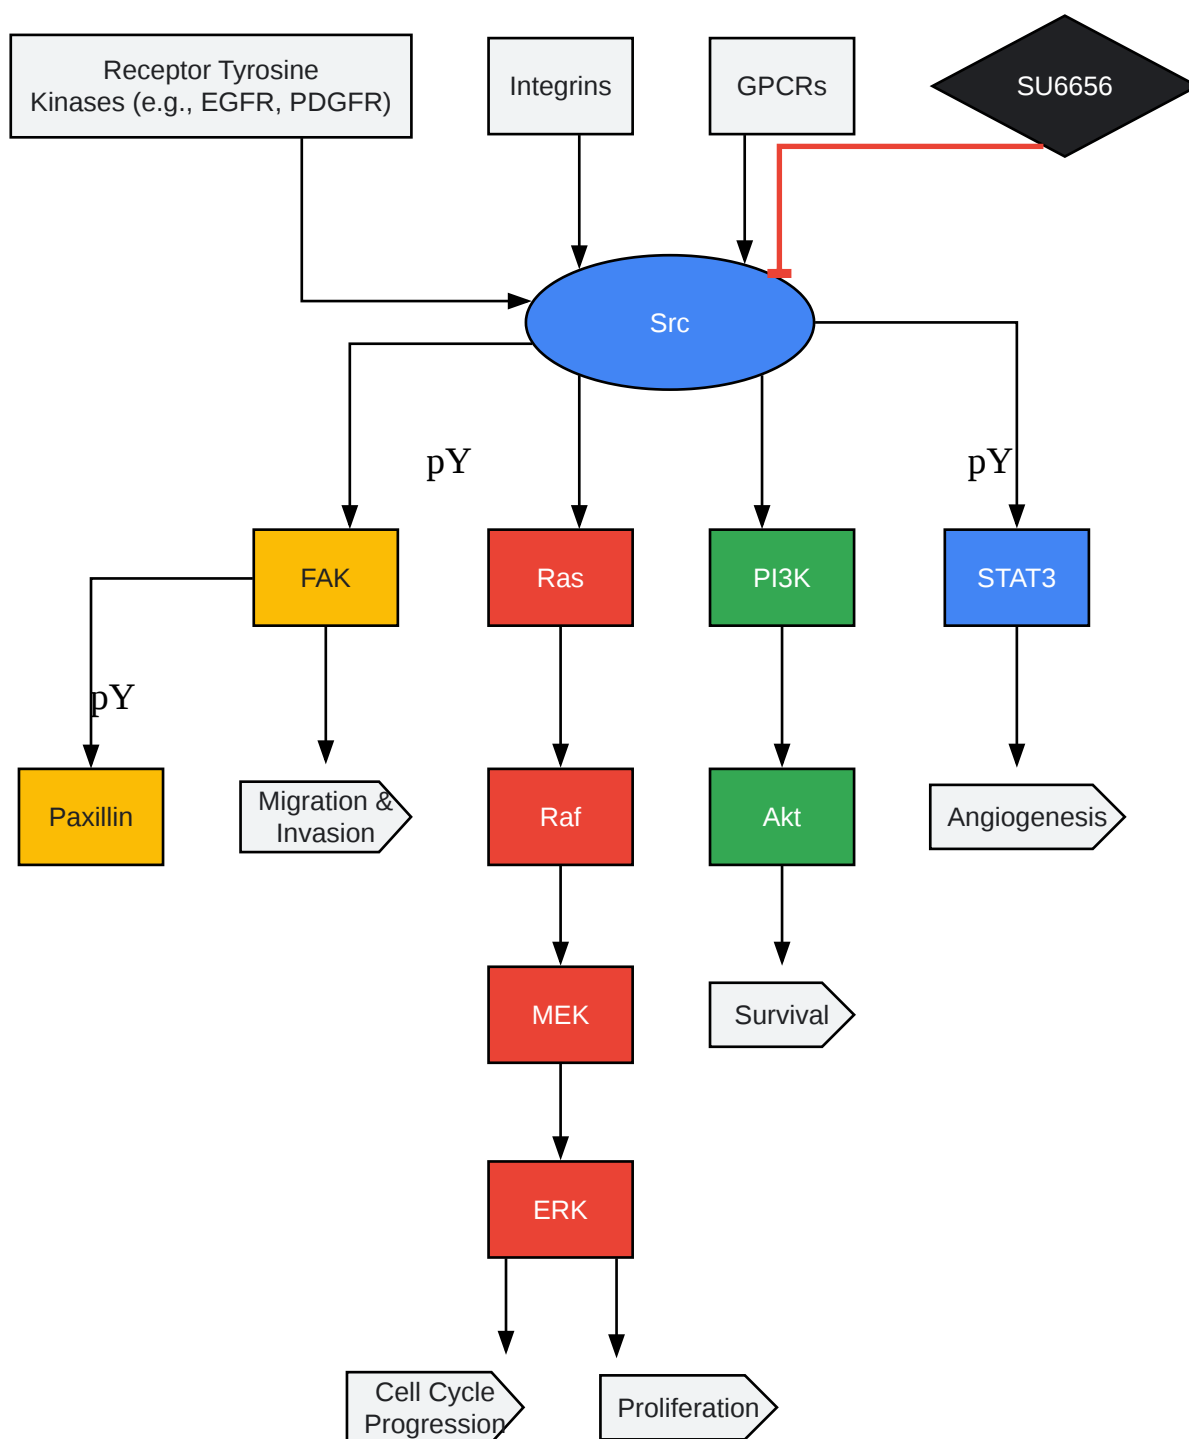 Receptor Tyrosine
Kinases (e.g., EGFR, PDGFR)
Integrins
GPCRs
SU6656
Src
pY
pY
FAK
Ras
PI3K
STAT3
pY
Paxillin
Migration &
Invasion
Raf
Akt
Angiogenesis
MEK
Survival
ERK
Cell Cycle
Progression
Proliferation